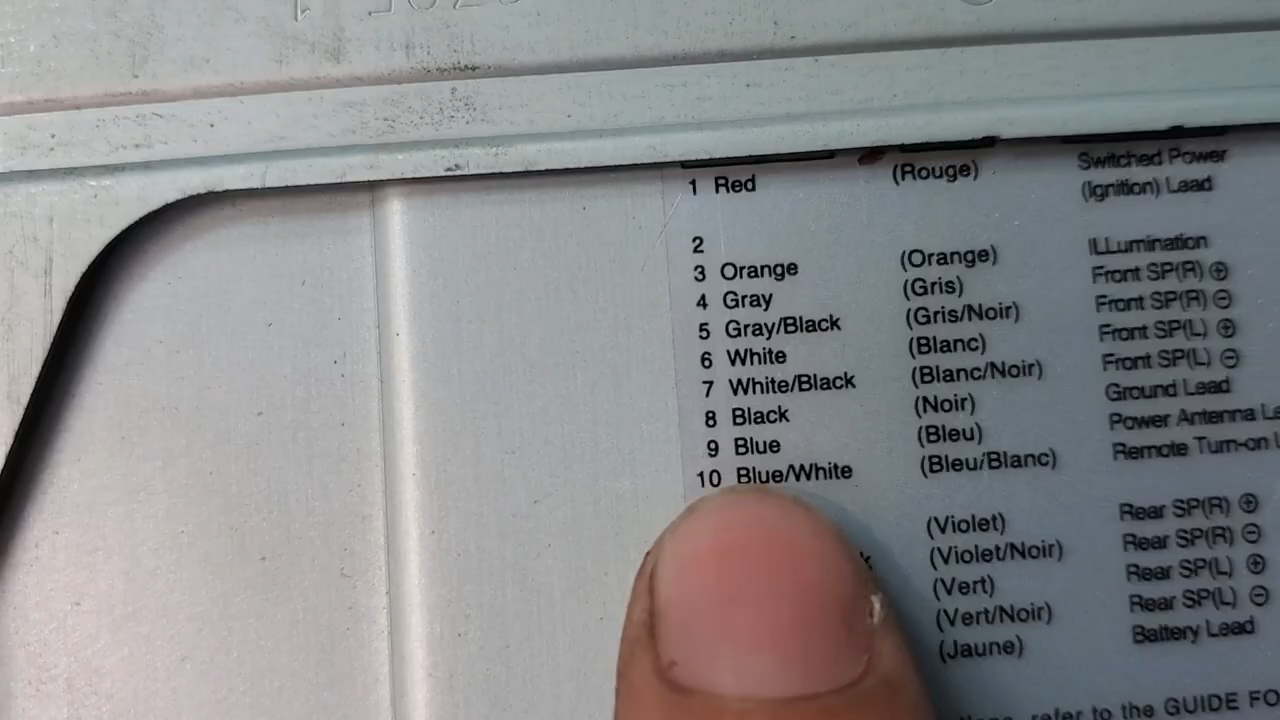 1 Red (Rouge) Switched Power
(Ignition) Lead
2
3 Orange (Orange) ILLumination
4 Gray (Gris) Front SP(R) ⊕
5 Gray/Black (Gris/Noir) Front SP(R) ⊖
6 White (Blanc) Front SP(L) ⊕
7 White/Black (Blanc/Noir) Front SP(L) ⊖
8 Black (Noir) Ground Lead
9 Blue (Bleu) Power Antenna
10 Blue/White (Bleu/Blanc) Remote Turn-on
(Violet) Rear SP(R) ⊕
(Violet/Noir) Rear SP(R) ⊖
(Vert) Rear SP(L) ⊕
(Vert/Noir) Rear SP(L) ⊖
(Jaune) Battery Lead
refer to the GUIDE